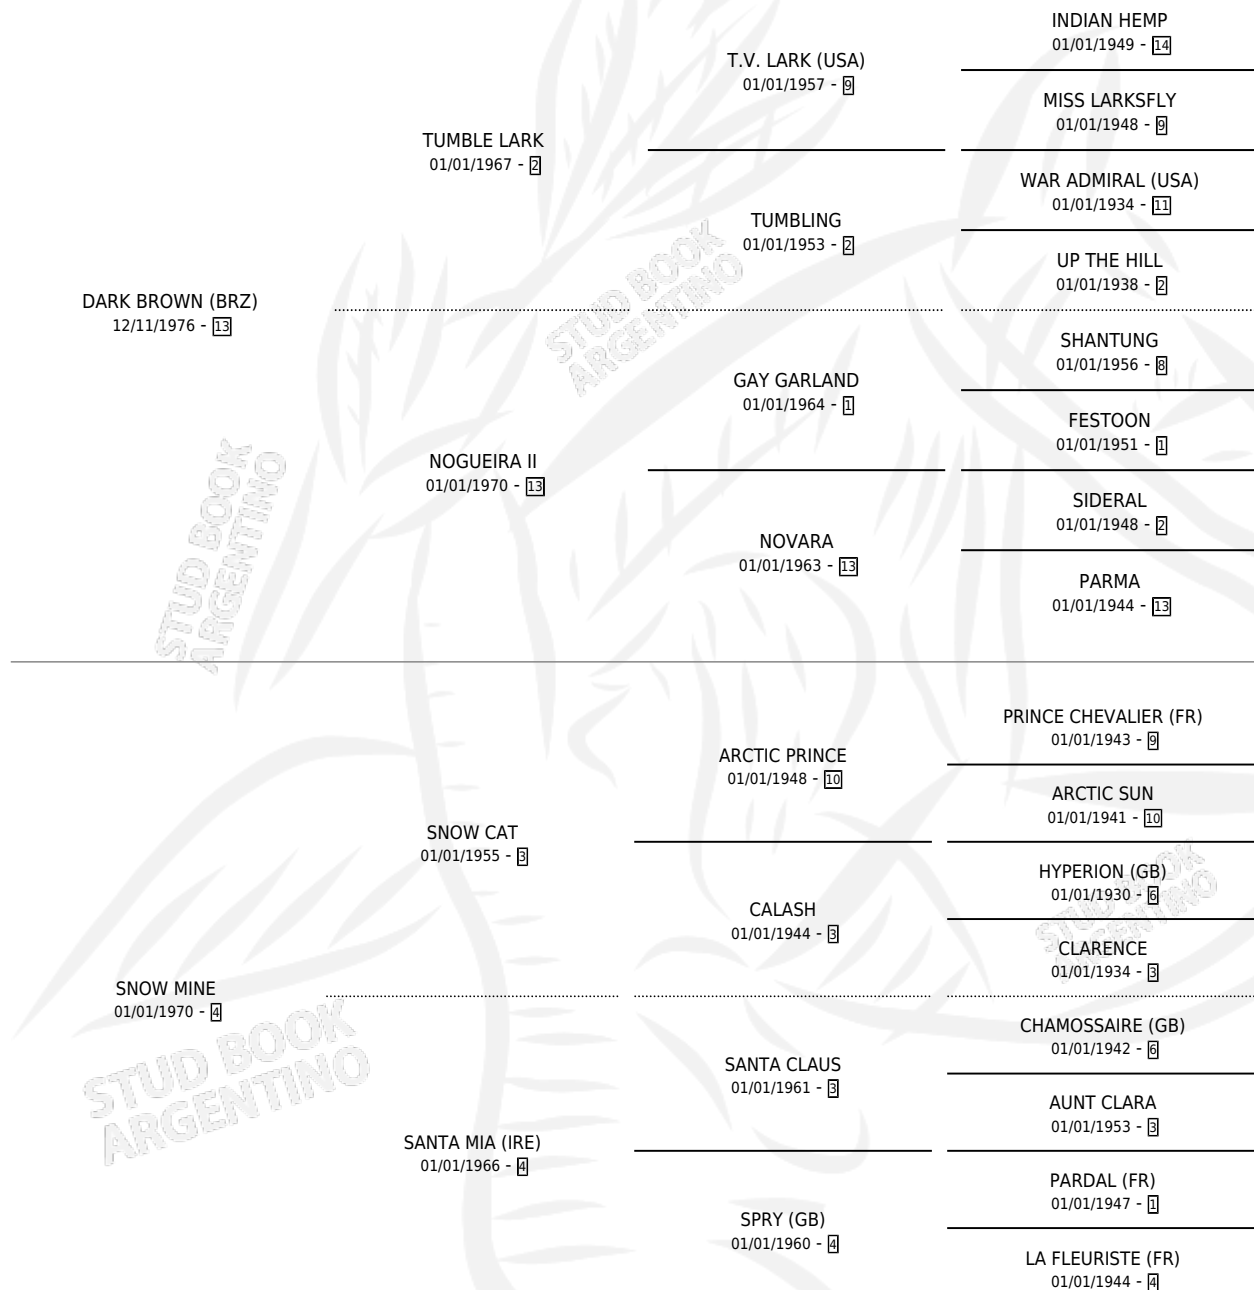 INDIAN HEMP
01/01/1949 - 14
T.V. LARK (USA)
01/01/1957 - 9
MISS LARKSFLY
01/01/1948 - 9
TUMBLE LARK
01/01/1967 - 2
WAR ADMIRAL (USA)
01/01/1934 - 11
TUMBLING
01/01/1953 - 2
UP THE HILL
01/01/1938 - 2
DARK BROWN (BRZ)
12/11/1976 - 13
SHANTUNG
01/01/1956 - 8
GAY GARLAND
01/01/1964 - 1
FESTOON
01/01/1951 - 1
NOGUEIRA II
01/01/1970 - 13
SIDERAL
01/01/1948 - 2
NOVARA
01/01/1963 - 13
PARMA
01/01/1944 - 13
PRINCE CHEVALIER (FR)
01/01/1943 - 9
ARCTIC PRINCE
01/01/1948 - 10
ARCTIC SUN
01/01/1941 - 10
SNOW CAT
01/01/1955 - 3
HYPERION (GB)
01/01/1930 - 6
CALASH
01/01/1944 - 3
CLARENCE
01/01/1934 - 3
SNOW MINE
01/01/1970 - 4
CHAMOSSAIRE (GB)
01/01/1942 - 6
SANTA CLAUS
01/01/1961 - 3
AUNT CLARA
01/01/1953 - 3
SANTA MIA (IRE)
01/01/1966 - 4
PARDAL (FR)
01/01/1947 - 1
SPRY (GB)
01/01/1960 - 4
LA FLEURISTE (FR)
01/01/1944 - 4
STUD BOOK
ARGENTINO
STUD BOOK
ARGENTINO
STUD BOOK
ARGENTINO
STUD BOOK
ARGENTINO